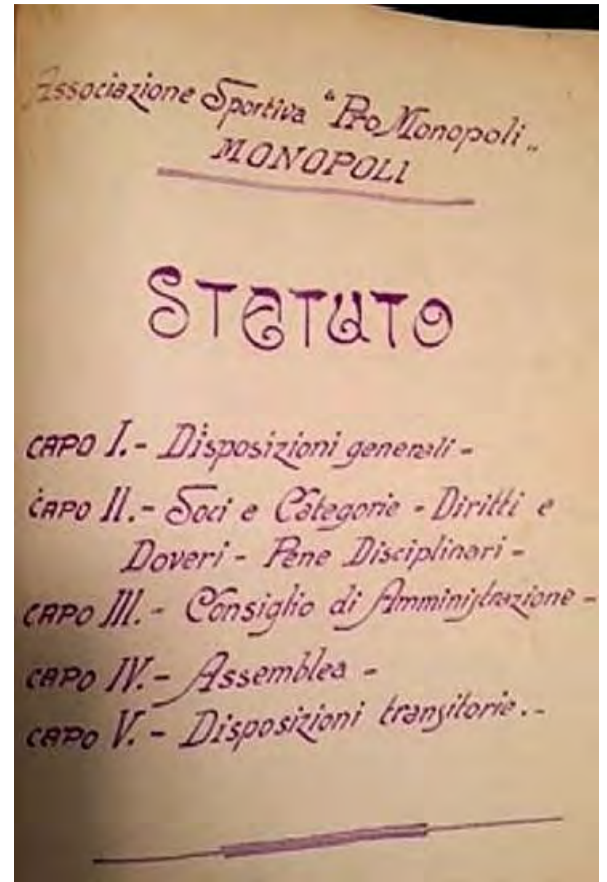 Associazione Sportiva "Pro Monopoli„
MONOPOLI
STATUTO
CAPO I.- Disposizioni generali -
CAPO II.- Soci e Categorie - Diritti e
Doveri - Pene Disciplinari -
CAPO III. - Consiglio di Amministrazione -
CAPO IV.- Assemblea -
CAPO V. - Disposizioni transitorie. -